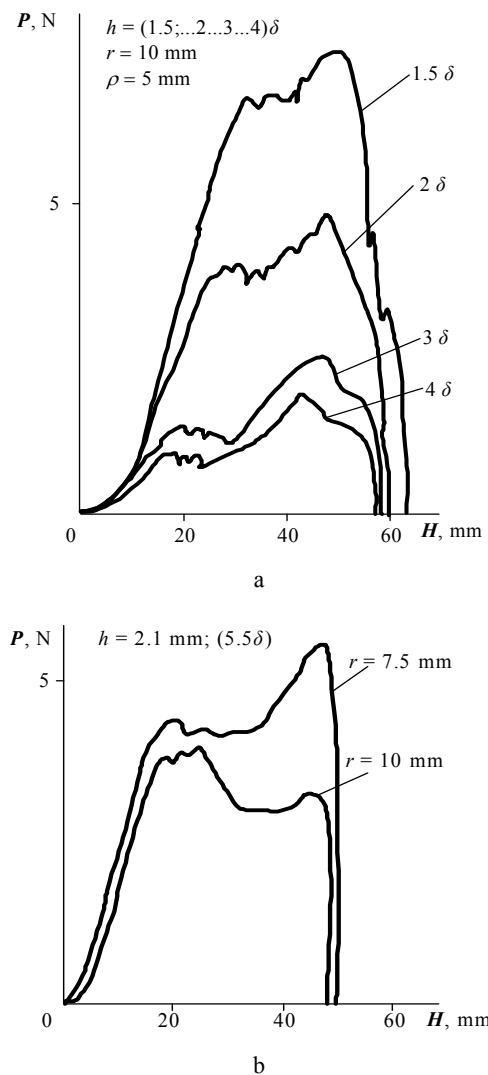 P, N
h = (1.5;...2...3...4)δ
r = 10 mm
ρ = 5 mm
1.5 δ
5
2 δ
3 δ
4 δ
0 20 40 60 H, mm
a
P, N
h = 2.1 mm; (5.5δ)
r = 7.5 mm
5
r = 10 mm
0 20 40 60 H, mm
b